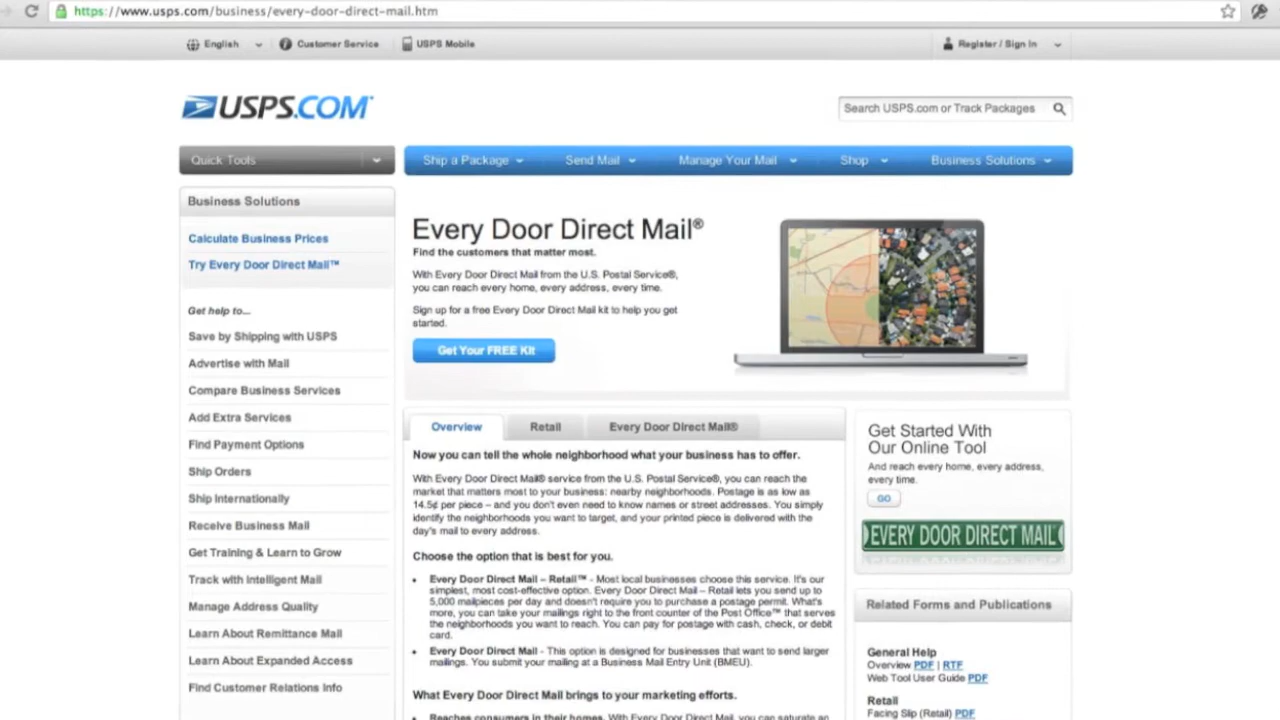 https://www.usps.com/business/every-door-direct-mail.htm
English
Customer Service
USPS Mobile
Register / Sign In
USPS.COM
Search USPS.com or Track Packages
Quick Tools
Ship a Package
Send Mail
Manage Your Mail
Shop
Business Solutions
Business Solutions
Calculate Business Prices
Try Every Door Direct Mail™
Get help to...
Save by Shipping with USPS
Advertise with Mail
Compare Business Services
Add Extra Services
Find Payment Options
Ship Orders
Ship Internationally
Receive Business Mail
Get Training & Learn to Grow
Track with Intelligent Mail
Manage Address Quality
Learn About Remittance Mail
Learn About Expanded Access
Find Customer Relations Info
Every Door Direct Mail®
Find the customers that matter most.
With Every Door Direct Mail from the U.S. Postal Service®,
you can reach every home, every address, every time.
Sign up for a free Every Door Direct Mail kit to help you get
started.
Get Your FREE Kit
Overview
Retail
Every Door Direct Mail®
Now you can tell the whole neighborhood what your business has to offer.
With Every Door Direct Mail® service from the U.S. Postal Service®, you can reach the
market that matters most to your business: nearby neighborhoods. Postage is as low as
14.5¢ per piece – and you don't even need to know names or street addresses. You simply
identify the neighborhoods you want to target, and your printed piece is delivered with the
day's mail to every address.
Choose the option that is best for you.
• Every Door Direct Mail – Retail™ - Most local businesses choose this service. It's our
simplest, most cost-effective option. Every Door Direct Mail – Retail lets you send up to
5,000 mailpieces per day and doesn't require you to purchase a postage permit. What's
more, you can take your mailings right to the front counter of the Post Office™ that serves
the neighborhoods you want to reach. You can pay for postage with cash, check, or debit
card.
• Every Door Direct Mail - This option is designed for businesses that want to send larger
mailings. You submit your mailing at a Business Mail Entry Unit (BMEU).
What Every Door Direct Mail brings to your marketing efforts.
• Reaches consumers in their homes. With Every Door Direct Mail, you can saturate an
Get Started With
Our Online Tool
And reach every home, every address,
every time.
GO
EVERY DOOR DIRECT MAIL
Related Forms and Publications
General Help
Overview PDF | RTF
Web Tool User Guide PDF
Retail
Facing Slip (Retail) PDF